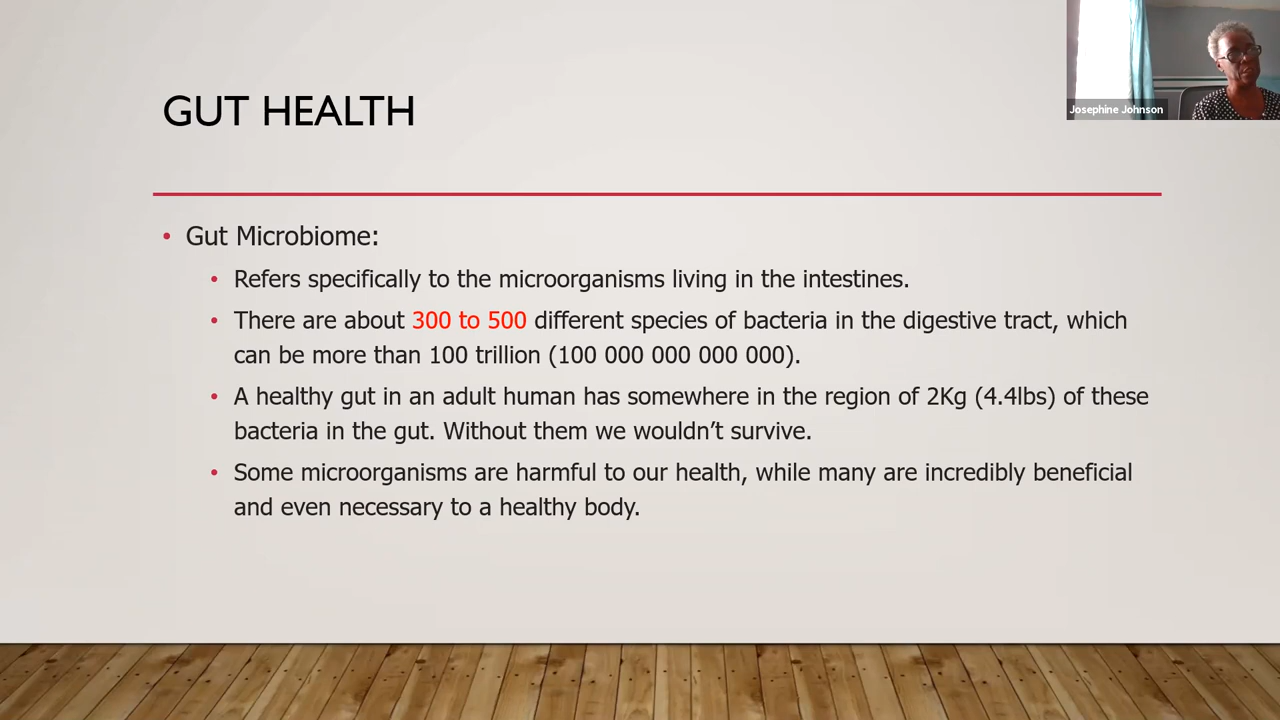 GUT HEALTH
Josephine Johnson
• Gut Microbiome:
• Refers specifically to the microorganisms living in the intestines.
• There are about 300 to 500 different species of bacteria in the digestive tract, which
can be more than 100 trillion (100 000 000 000 000).
• A healthy gut in an adult human has somewhere in the region of 2Kg (4.4lbs) of these
bacteria in the gut. Without them we wouldn’t survive.
• Some microorganisms are harmful to our health, while many are incredibly beneficial
and even necessary to a healthy body.